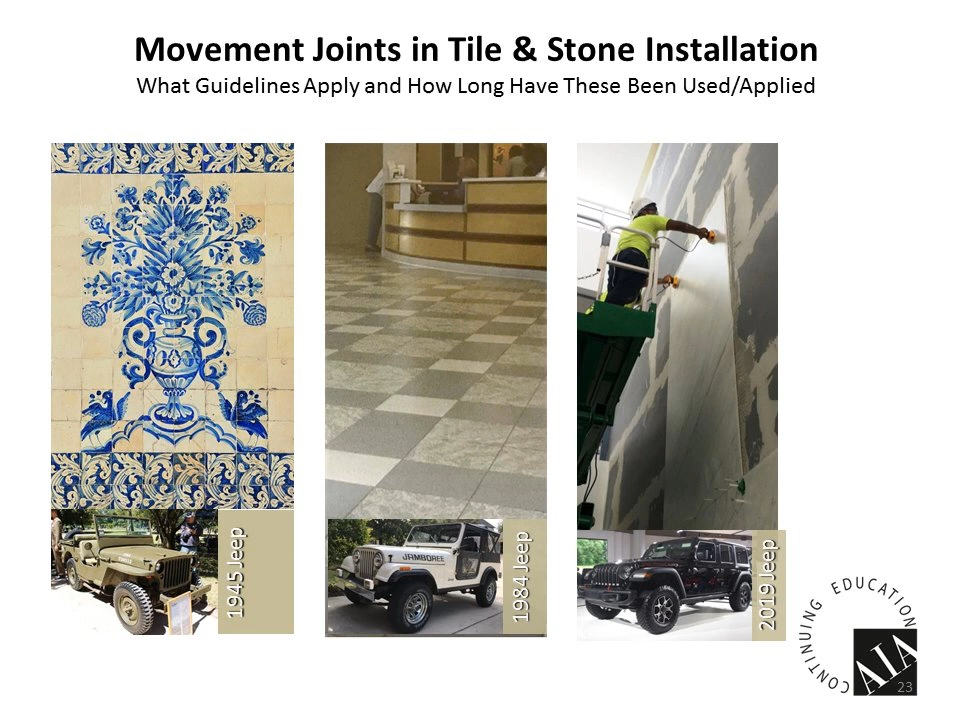 Movement Joints in Tile & Stone Installation
What Guidelines Apply and How Long Have These Been Used/Applied
JAMBOREE
1945 Jeep
1984 Jeep
2019 Jeep
CONTINUING EDUCATION
AIA
23